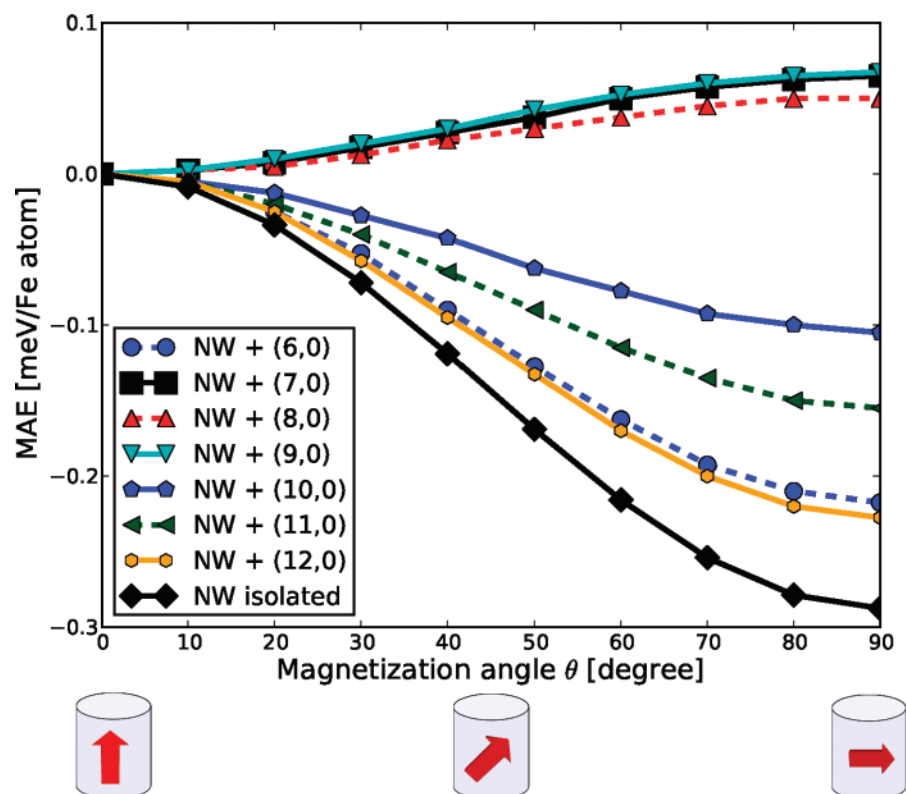 0.1
0.0
−0.1
−0.2
−0.3
MAE [meV/Fe atom]
NW + (6,0)
NW + (7,0)
NW + (8,0)
NW + (9,0)
NW + (10,0)
NW + (11,0)
NW + (12,0)
NW isolated
0 10 20 30 40 50 60 70 80 90
Magnetization angle θ [degree]